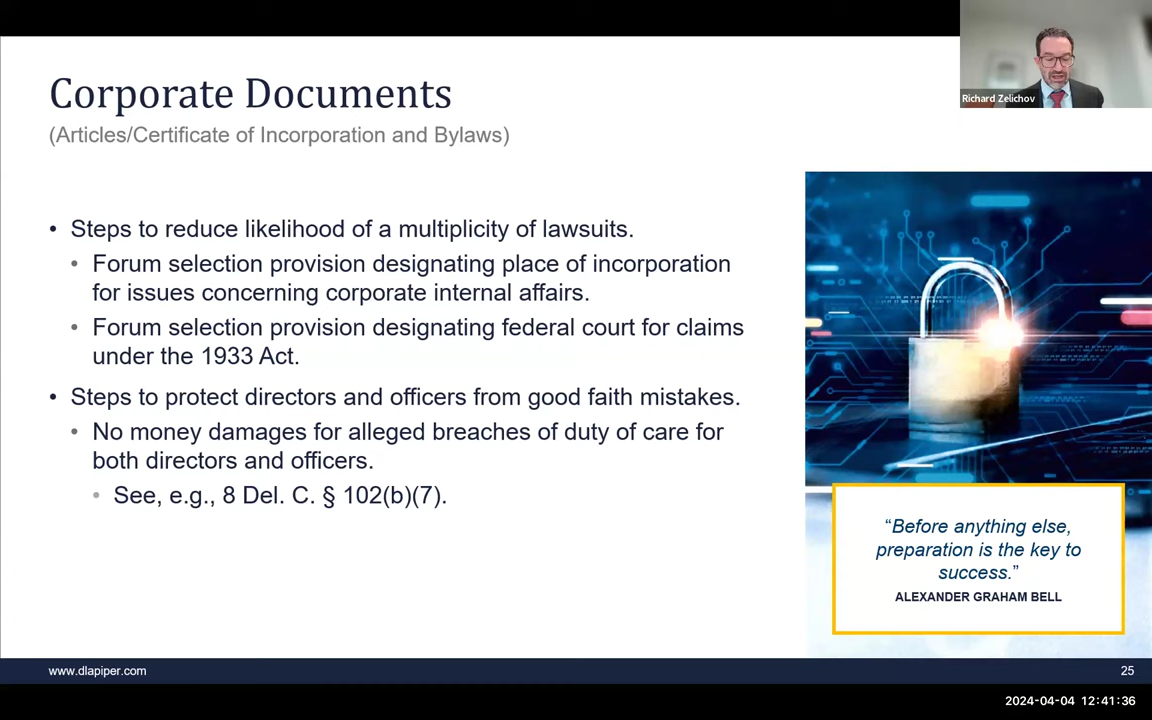 Corporate Documents
(Articles/Certificate of Incorporation and Bylaws)
Richard Zelichov
• Steps to reduce likelihood of a multiplicity of lawsuits.
• Forum selection provision designating place of incorporation
for issues concerning corporate internal affairs.
• Forum selection provision designating federal court for claims
under the 1933 Act.
• Steps to protect directors and officers from good faith mistakes.
• No money damages for alleged breaches of duty of care for
both directors and officers.
• See, e.g., 8 Del. C. § 102(b)(7).
“Before anything else,
preparation is the key to
success.”
ALEXANDER GRAHAM BELL
www.dlapiper.com
25
2024-04-04 12:41:36